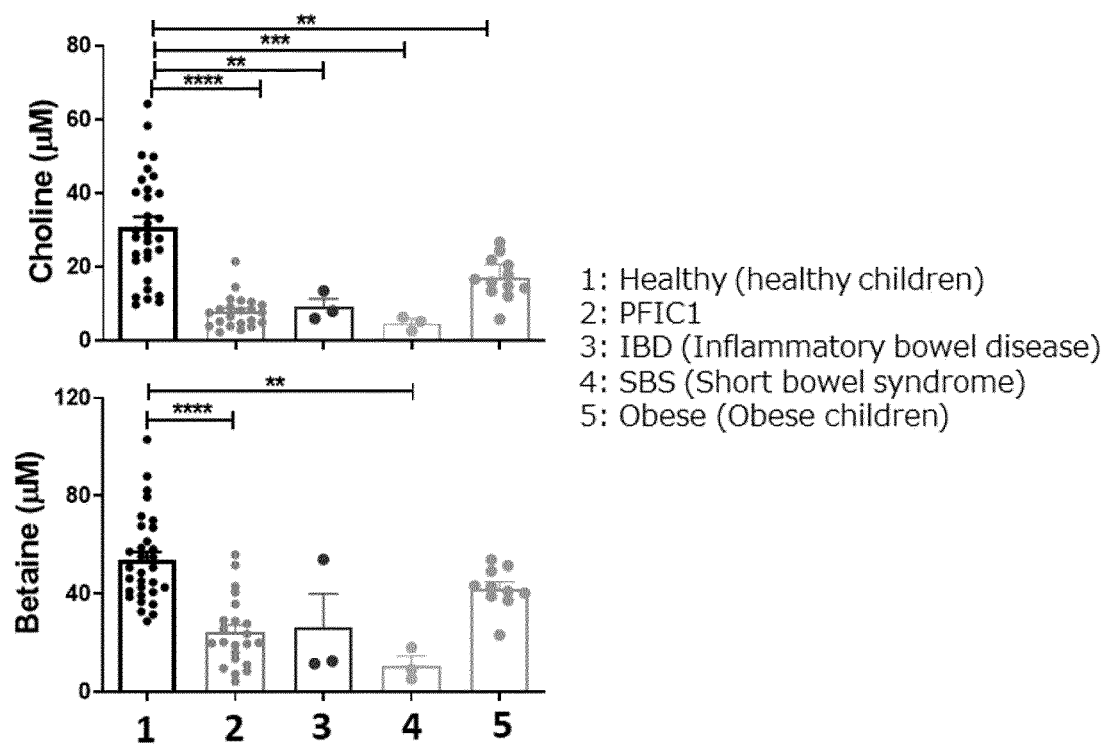 **
***
**
****
80
60
40
20
0
Choline (μM)
1: Healthy (healthy children)
2: PFIC1
3: IBD (Inflammatory bowel disease)
4: SBS (Short bowel syndrome)
5: Obese (Obese children)
**
****
120
80
40
0
Betaine (μM)
1 2 3 4 5